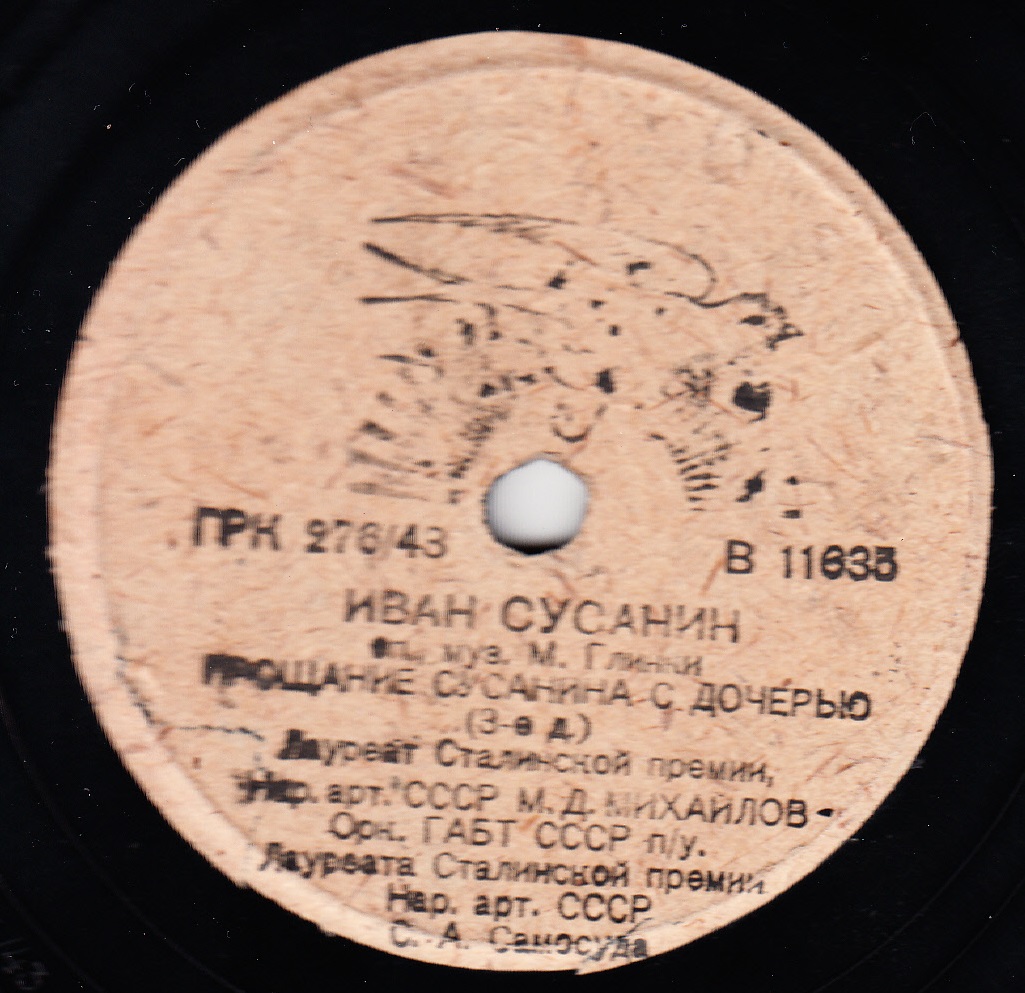 ГРК 276/43 В 11635
ИВАН СУСАНИН
оп., муз. М. Глинки
ПРОЩАНИЕ СУСАНИНА С ДОЧЕРЬЮ
(3-е д.)
Лауреат Сталинской премии,
Нар. арт. СССР М. Д. МИХАЙЛОВ
Орк. ГАБТ СССР п/у.
Лауреата Сталинской премии
Нар. арт. СССР
С. А. Самосуда